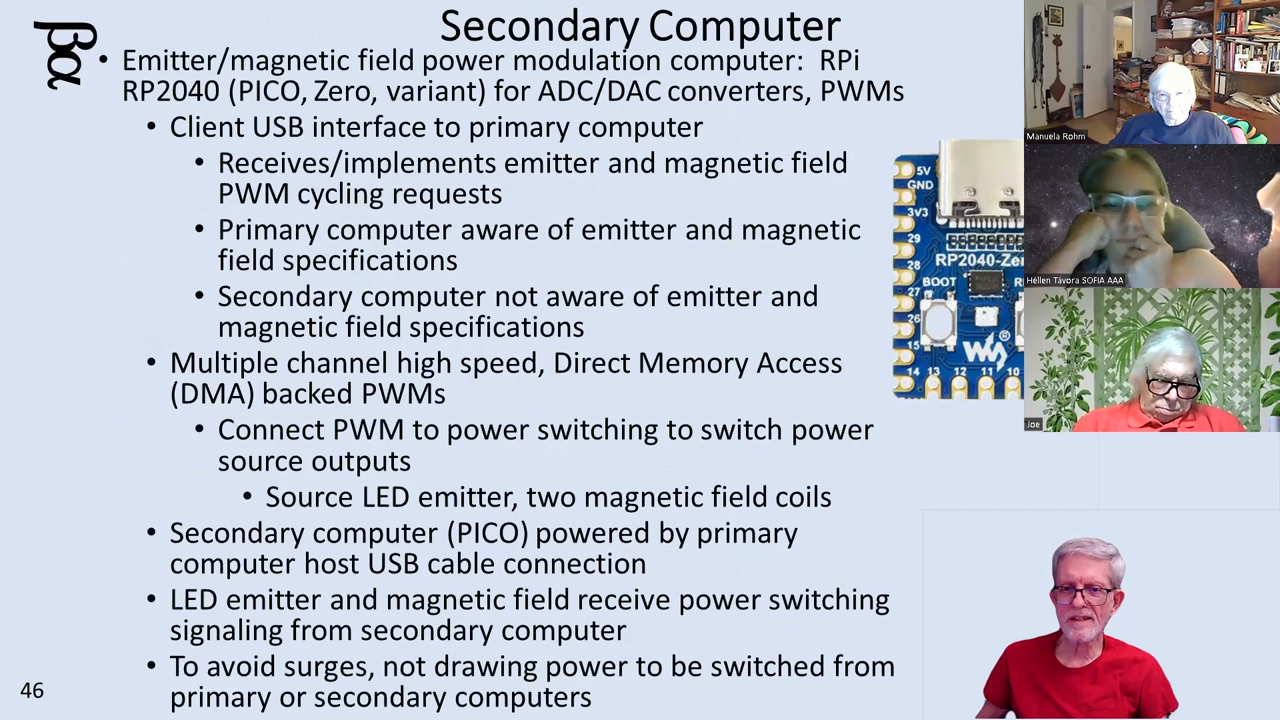 Secondary Computer
• Emitter/magnetic field power modulation computer: RPi
RP2040 (PICO, Zero, variant) for ADC/DAC converters, PWMs
• Client USB interface to primary computer
• Receives/implements emitter and magnetic field
PWM cycling requests
• Primary computer aware of emitter and magnetic
field specifications
• Secondary computer not aware of emitter and
magnetic field specifications
• Multiple channel high speed, Direct Memory Access
(DMA) backed PWMs
• Connect PWM to power switching to switch power
source outputs
• Source LED emitter, two magnetic field coils
• Secondary computer (PICO) powered by primary
computer host USB cable connection
• LED emitter and magnetic field receive power switching
signaling from secondary computer
• To avoid surges, not drawing power to be switched from
primary or secondary computers
46
5V
GND
3V3
29
28
27
26
15
14 13 12 11 10
RP2040-Ze
BOOT
Manuela Rohm
Héllen Távora SOFIA AAA
Joe